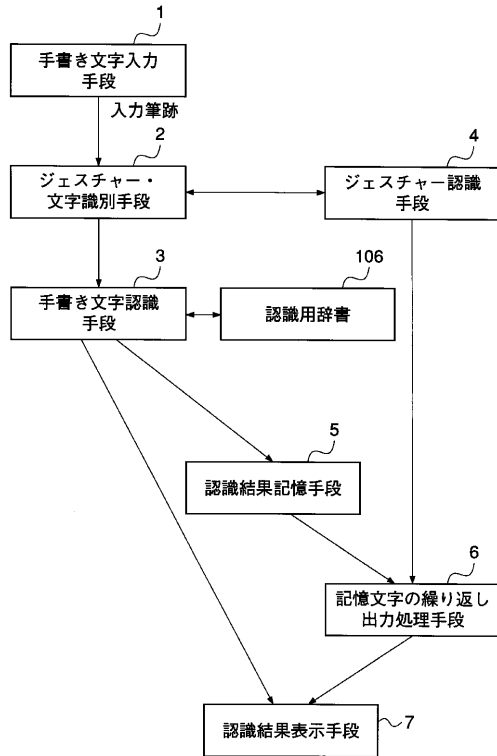 1
手書き文字入力
手段
入力筆跡
2
ジェスチャー・
文字識別手段
4
ジェスチャー認識
手段
3
手書き文字認識
手段
106
認識用辞書
5
認識結果記憶手段
6
記憶文字の繰り返し
出力処理手段
認識結果表示手段
7